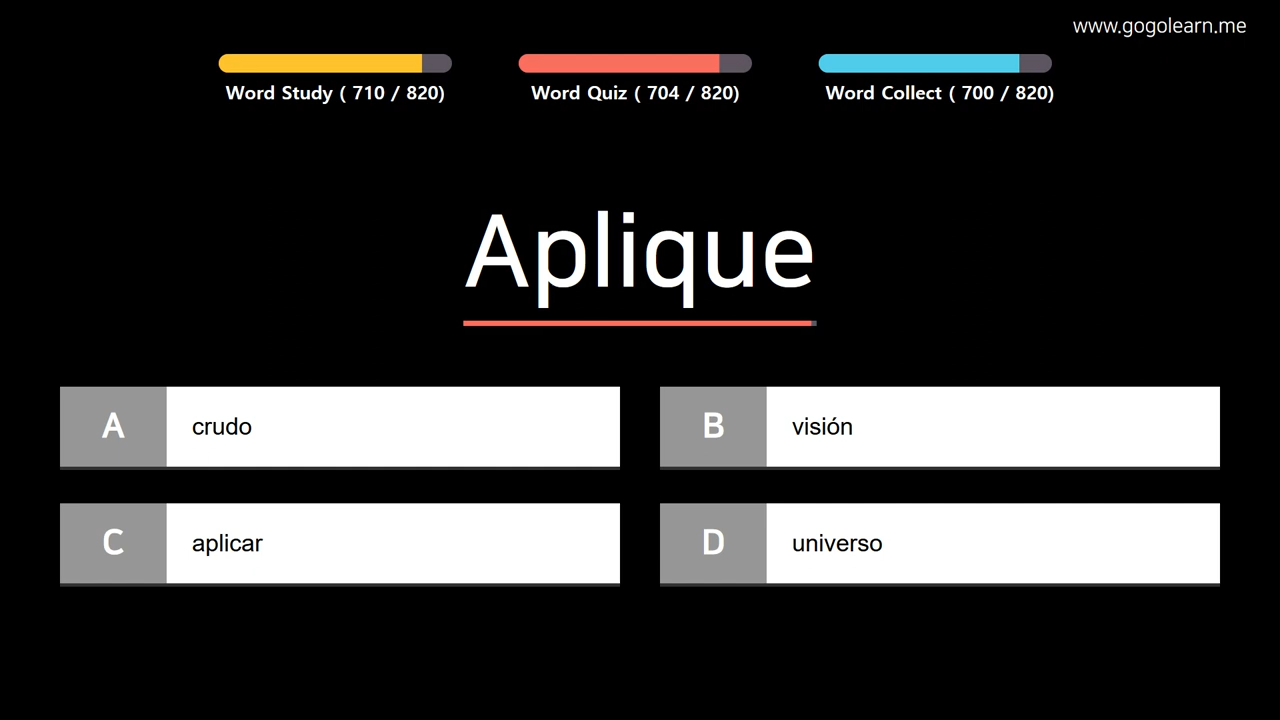 www.gogolearn.me
Word Study ( 710 / 820)
Word Quiz ( 704 / 820)
Word Collect ( 700 / 820)
Aplique
A crudo
B visión
C aplicar
D universo